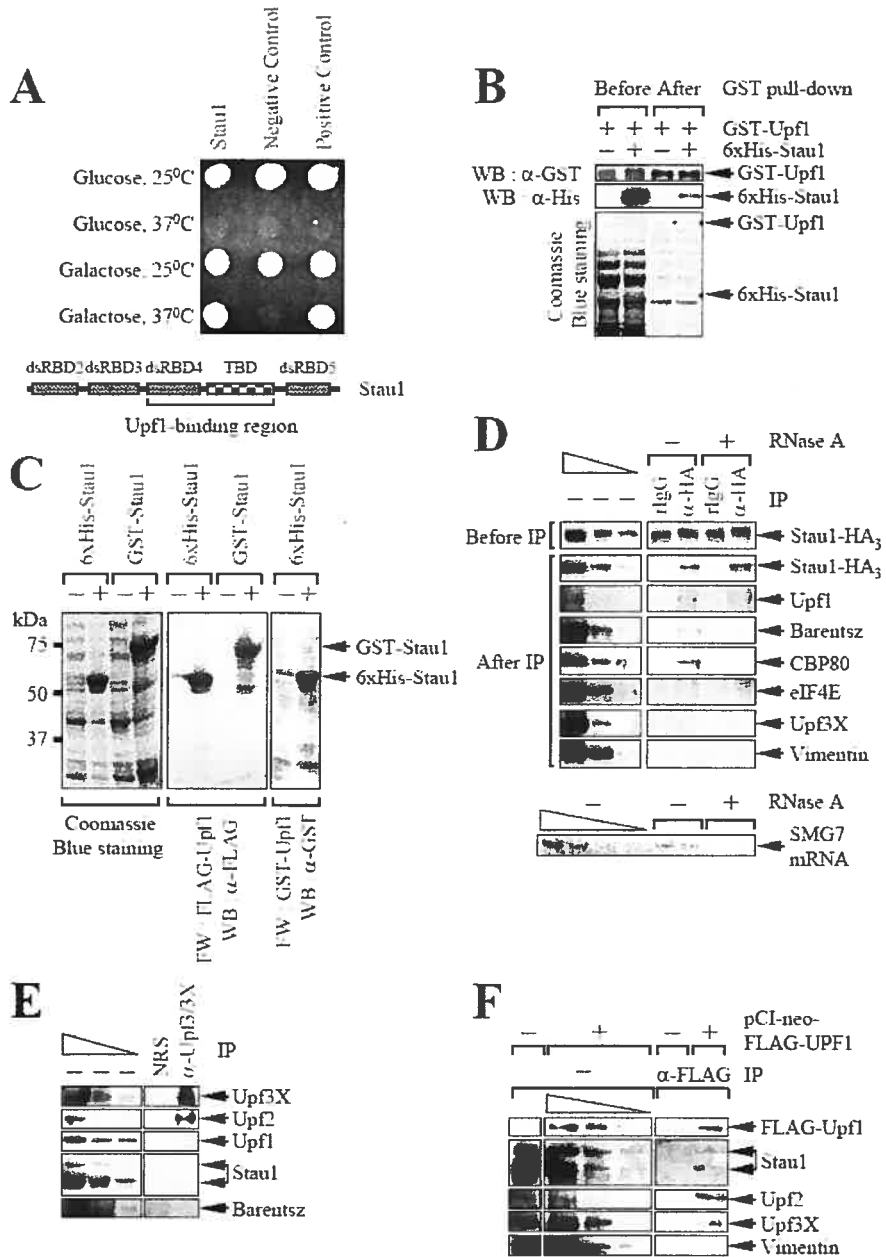 A
Stau1
Negative Control
Positive Control
Glucose, 25⁰C
Glucose, 37⁰C
Galactose, 25⁰C
Galactose, 37⁰C
dsRBD2 dsRBD3 dsRBD4 TBD dsRBD5
Stau1
Upf1-binding region
B
Before After GST pull-down
+ + + + GST-Upf1
− + − + 6xHis-Stau1
WB : α-GST GST-Upf1
WB : α-His 6xHis-Stau1
Coomassie
Blue staining
GST-Upf1
6xHis-Stau1
C
6xHis-Stau1
GST-Stau1
6xHis-Stau1
GST-Stau1
6xHis-Stau1
− + − + − + − + − +
kDa
75
50
37
GST-Stau1
6xHis-Stau1
Coomassie
Blue staining
FW : FLAG-Upf1
WB : α-FLAG
FW : GST-Upf1
WB : α-GST
D
− + RNase A
− − − rIgG α-HA rIgG α-HA IP
Before IP Stau1-HA₃
After IP
Stau1-HA₃
Upf1
Barentsz
CBP80
eIF4E
Upf3X
Vimentin
− − + RNase A
SMG7
mRNA
E
− − − NRS α-Upf3/3X IP
Upf3X
Upf2
Upf1
Stau1
Barentsz
F
− + − + pCI-neo-
FLAG-UPF1
− α-FLAG IP
FLAG-Upf1
Stau1
Upf2
Upf3X
Vimentin